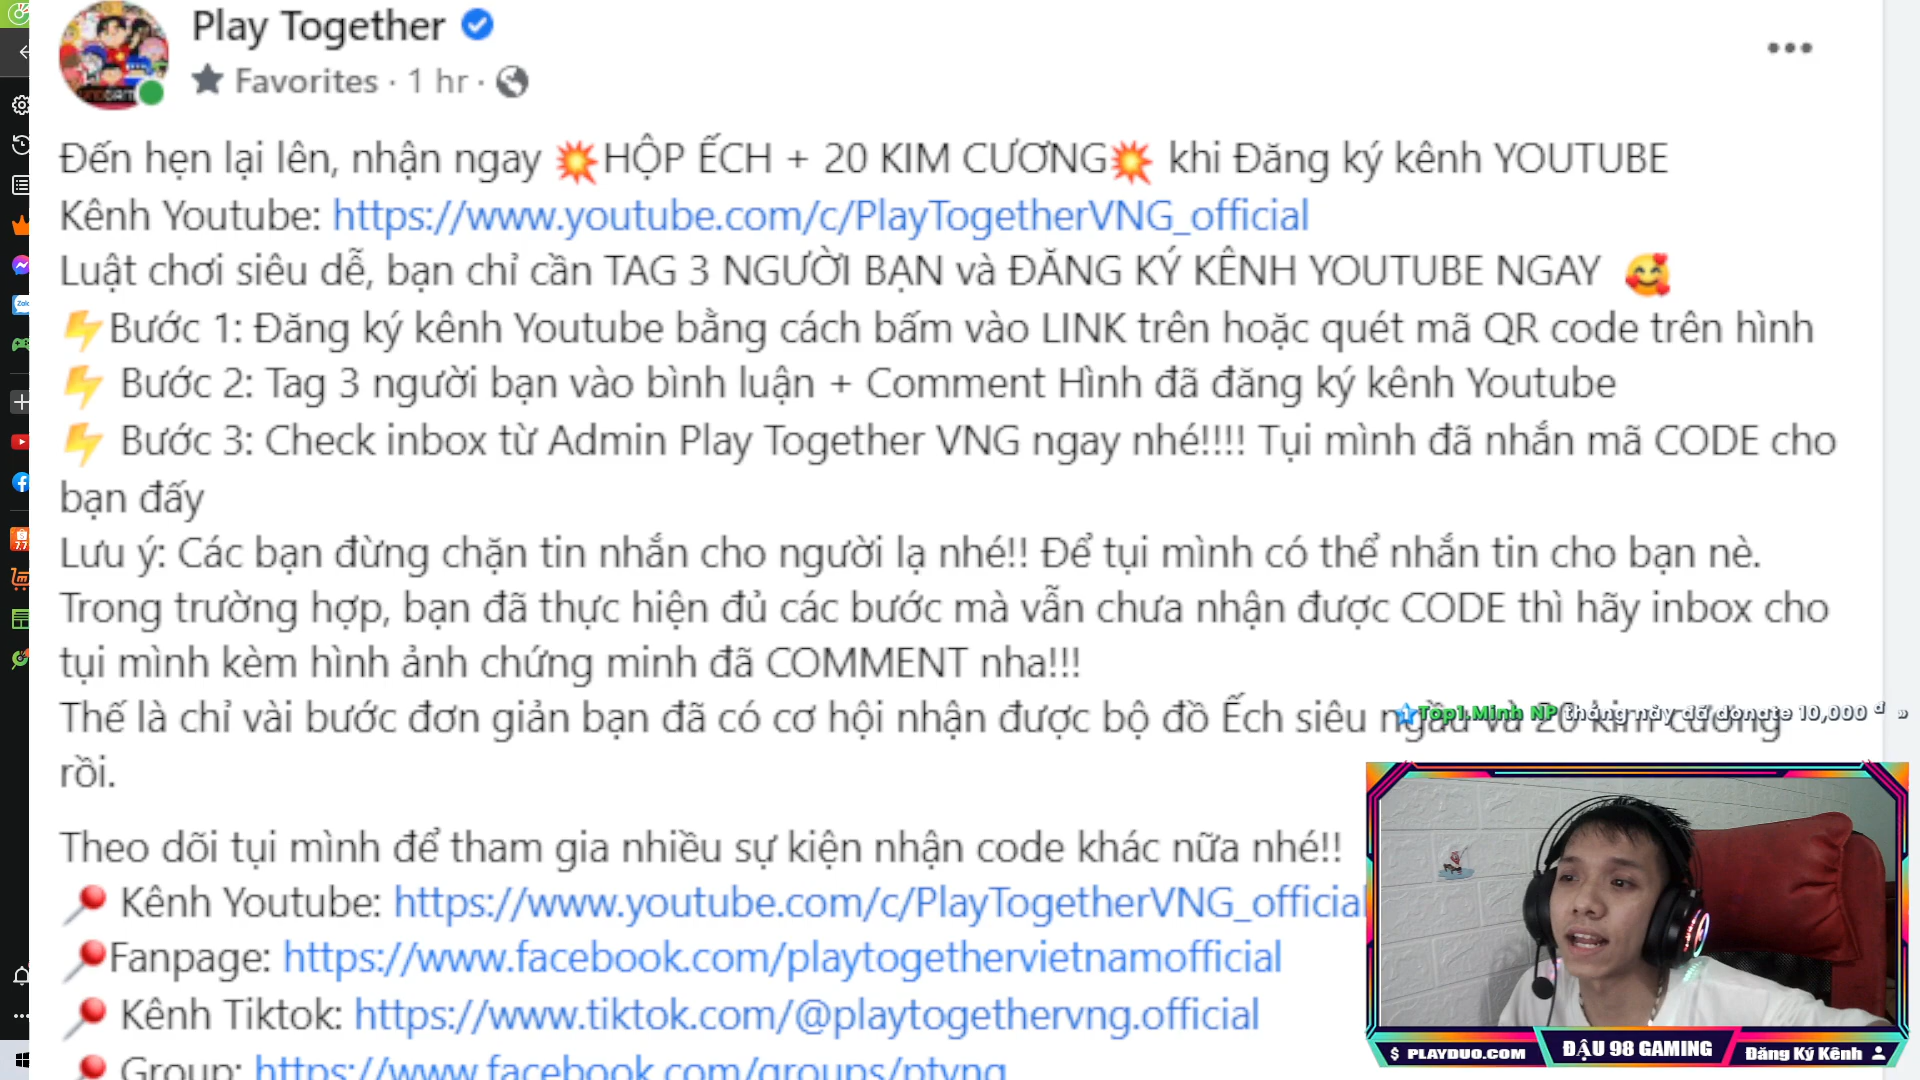 Play Together
Favorites · 1 hr ·
Đến hẹn lại lên, nhận ngay 💥HỘP ẾCH + 20 KIM CƯƠNG💥 khi Đăng ký kênh YOUTUBE
Kênh Youtube: https://www.youtube.com/c/PlayTogetherVNG_official
Luật chơi siêu dễ, bạn chỉ cần TAG 3 NGƯỜI BẠN và ĐĂNG KÝ KÊNH YOUTUBE NGAY 🥰
⚡Bước 1: Đăng ký kênh Youtube bằng cách bấm vào LINK trên hoặc quét mã QR code trên hình
⚡ Bước 2: Tag 3 người bạn vào bình luận + Comment Hình đã đăng ký kênh Youtube
⚡ Bước 3: Check inbox từ Admin Play Together VNG ngay nhé!!!! Tụi mình đã nhắn mã CODE cho
bạn đấy
Lưu ý: Các bạn đừng chặn tin nhắn cho người lạ nhé!! Để tụi mình có thể nhắn tin cho bạn nè.
Trong trường hợp, bạn đã thực hiện đủ các bước mà vẫn chưa nhận được CODE thì hãy inbox cho
tụi mình kèm hình ảnh chứng minh đã COMMENT nha!!!
Thế là chỉ vài bước đơn giản bạn đã có cơ hội nhận được bộ đồ Ếch siêu ngầu và 20 kim cương
rồi.
Top1.Minh NP tháng này đã donate 10,000 đ
Theo dõi tụi mình để tham gia nhiều sự kiện nhận code khác nữa nhé!!
📍 Kênh Youtube: https://www.youtube.com/c/PlayTogetherVNG_official
📍Fanpage: https://www.facebook.com/playtogethervietnamofficial
📍 Kênh Tiktok: https://www.tiktok.com/@playtogethervng.official
📍 Group: https://www.facebook.com/groups/ptvng
$ PLAYDUO.COM
ĐẬU 98 GAMING
Đăng Ký Kênh